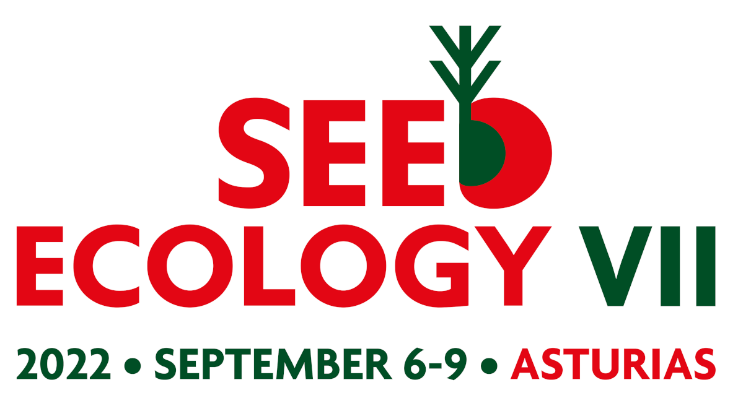 SEED
ECOLOGY VII
2022 • SEPTEMBER 6-9 • ASTURIAS